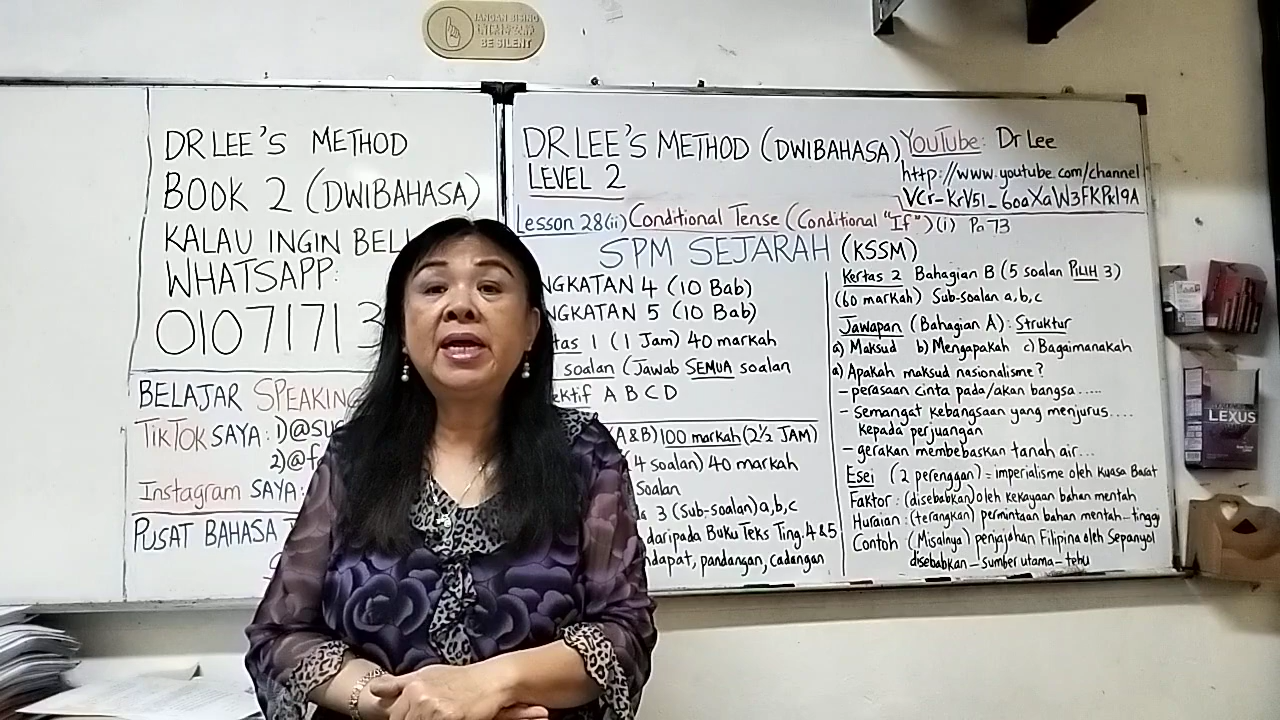 JANGAN BISING
BE SILENT
DR LEE'S METHOD
BOOK 2 (DWIBAHASA)
KALAU INGIN BELI
WHATSAPP:
01071713
BELAJAR SPEAKING
TIKTOK SAYA: 1)@sus
2)@f
Instagram SAYA:
PUSAT BAHASA
DR LEE'S METHOD (DWIBAHASA)
LEVEL 2
YouTube: Dr Lee
http://www.youtube.com/channel
Lesson 28(ii) Conditional Tense (Conditional "If") (i) Pg 73
SPM SEJARAH (KSSM)
NGKATAN 4 (10 Bab)
NGKATAN 5 (10 Bab)
tas 1 (1 Jam) 40 markah
soalan (Jawab SEMUA soalan
ektif A B C D
(A&B) 100 markah (2½ JAM)
(4 soalan) 40 markah
soalan
3 (Sub-soalan) a,b,c
daripada Buku Teks Ting. 4 & 5
ndapat, pandangan, cadangan
Kertas 2 Bahagian B (5 soalan PILIH 3)
(60 markah) Sub-soalan a, b, c
Jawapan (Bahagian A): Struktur
a) Maksud b) Mengapakah c) Bagaimanakah
a) Apakah maksud nasionalisme?
- perasaan cinta pada/akan bangsa.....
- Semangat kebangsaan yang menjurus....
kepada perjuangan
- gerakan membebaskan tanah air...
Esei (2 perenggan) = imperialisme oleh Kuasa Barat
Faktor: (disebabkan) oleh kekayaan bahan mentah
Huraian: (terangkan) permintaan bahan mentah...tinggi
Contoh (Misalnya) penjajahan Filipina oleh Sepanyol
disebabkan – sumber utama – tebu
LEXUS